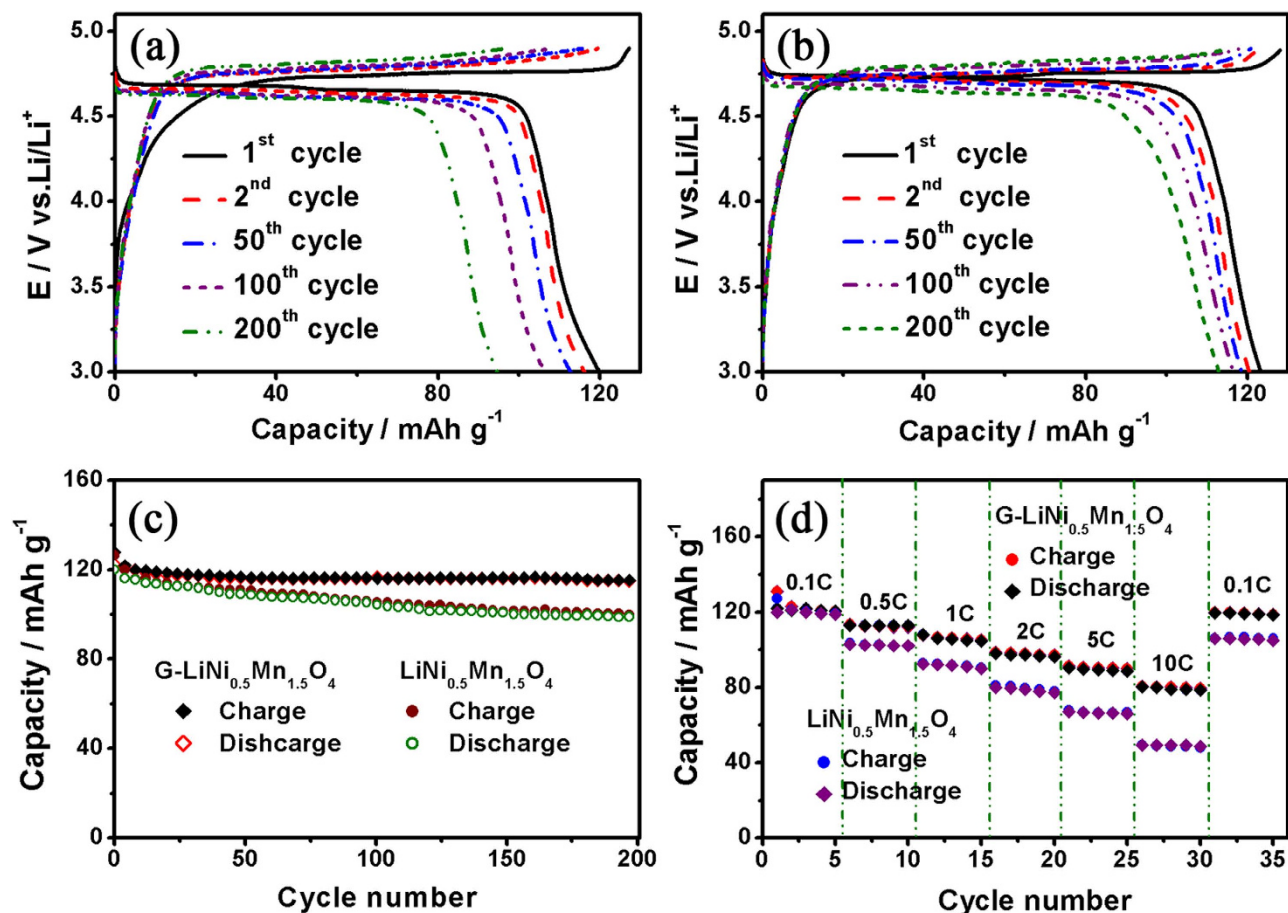 (a)
5.0
4.5
4.0
3.5
3.0
E / V vs.Li/Li⁺
1ˢᵗ cycle
2ⁿᵈ cycle
50ᵗʰ cycle
100ᵗʰ cycle
200ᵗʰ cycle
0 40 80 120
Capacity / mAh g⁻¹
(b)
5.0
4.5
4.0
3.5
3.0
E / V vs.Li/Li⁺
1ˢᵗ cycle
2ⁿᵈ cycle
50ᵗʰ cycle
100ᵗʰ cycle
200ᵗʰ cycle
0 40 80 120
Capacity / mAh g⁻¹
(c)
160
120
80
40
0
Capacity / mAh g⁻¹
G-LiNi₀.₅Mn₁.₅O₄ LiNi₀.₅Mn₁.₅O₄
Charge Charge
Dishcarge Discharge
0 50 100 150 200
Cycle number
(d)
160
120
80
40
0
Capacity / mAh g⁻¹
G-LiNi₀.₅Mn₁.₅O₄
Charge
Discharge
0.1C 0.5C 1C 2C 5C 10C 0.1C
LiNi₀.₅Mn₁.₅O₄
Charge
Discharge
0 5 10 15 20 25 30 35
Cycle number